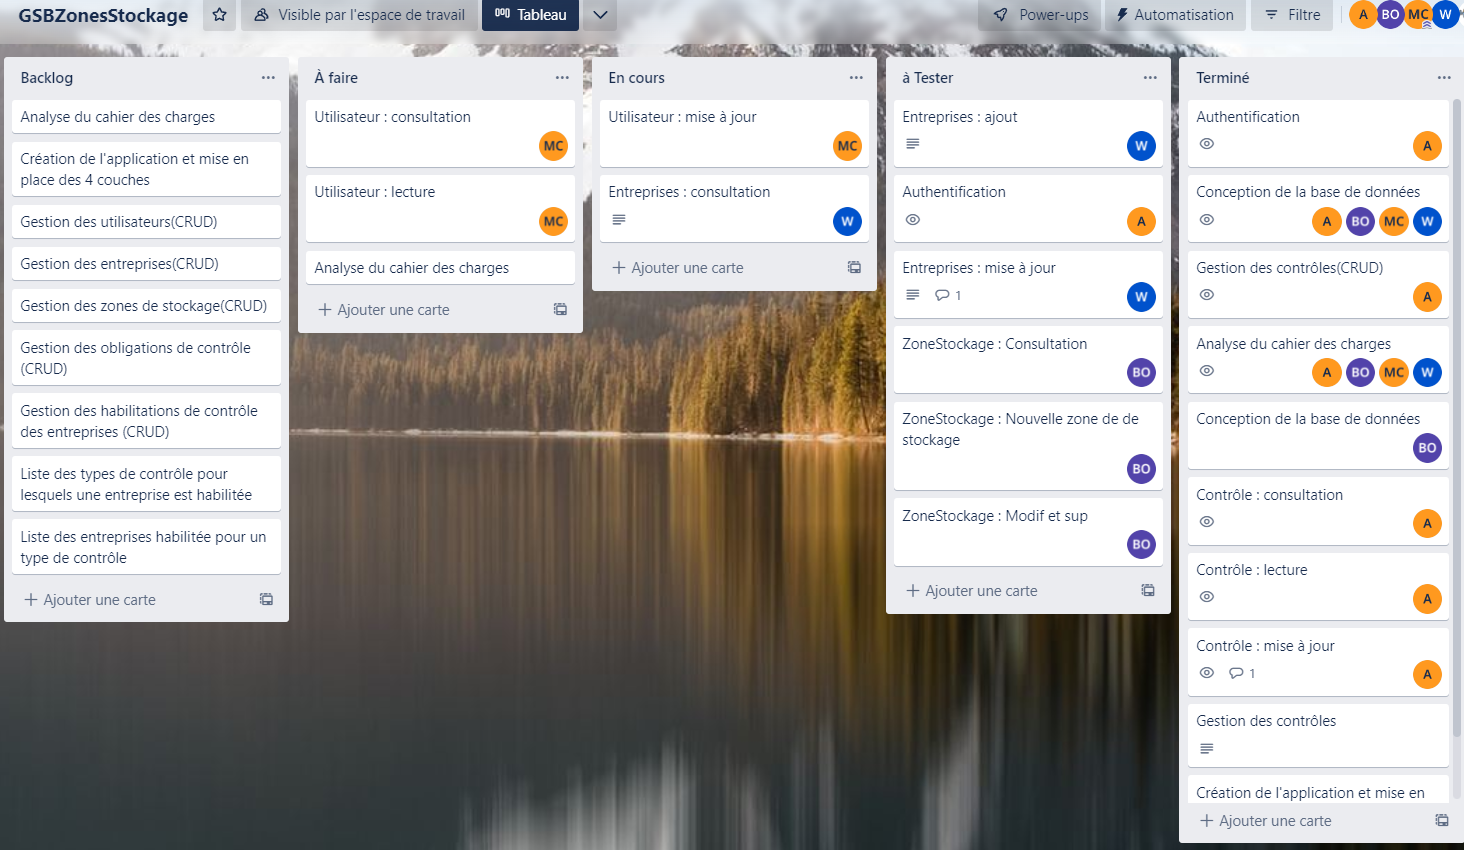 GSBZonesStockage
Visible par l'espace de travail
Tableau
Power-ups
Automatisation
Filtre
A
BO
MC
W
Backlog
Analyse du cahier des charges
Création de l'application et mise en
place des 4 couches
Gestion des utilisateurs(CRUD)
Gestion des entreprises(CRUD)
Gestion des zones de stockage(CRUD)
Gestion des obligations de contrôle
(CRUD)
Gestion des habilitations de contrôle
des entreprises (CRUD)
Liste des types de contrôle pour
lesquels une entreprise est habilitée
Liste des entreprises habilitée pour un
type de contrôle
Ajouter une carte
À faire
Utilisateur : consultation
MC
Utilisateur : lecture
MC
Analyse du cahier des charges
Ajouter une carte
En cours
Utilisateur : mise à jour
MC
Entreprises : consultation
W
Ajouter une carte
à Tester
Entreprises : ajout
W
Authentification
A
Entreprises : mise à jour
1
W
ZoneStockage : Consultation
BO
ZoneStockage : Nouvelle zone de de
stockage
BO
ZoneStockage : Modif et sup
BO
Ajouter une carte
Terminé
Authentification
A
Conception de la base de données
A BO MC W
Gestion des contrôles(CRUD)
A
Analyse du cahier des charges
A BO MC W
Conception de la base de données
BO
Contrôle : consultation
A
Contrôle : lecture
A
Contrôle : mise à jour
1
A
Gestion des contrôles
Création de l'application et mise en
Ajouter une carte